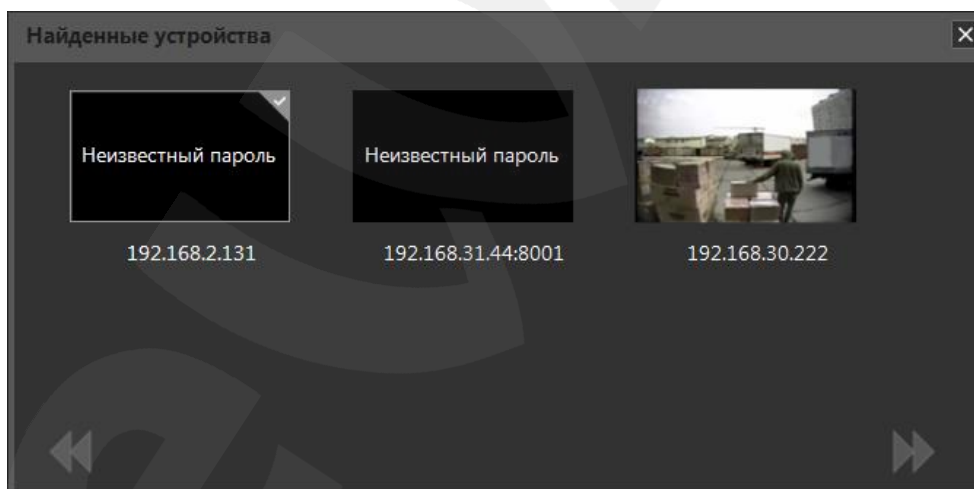 Найденные устройства
Неизвестный пароль
Неизвестный пароль
192.168.2.131
192.168.31.44:8001
192.168.30.222